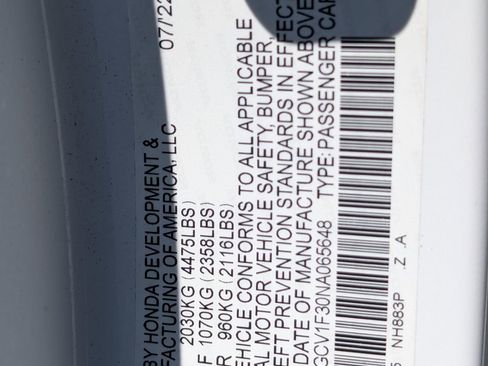 BY HONDA DEVELOPMENT &
FACTURING OF AMERICA, LLC 07/'22
2030KG (4475LBS)
F 1070KG (2358LBS)
R 960KG (2116LBS)
EHICLE CONFORMS TO ALL APPLICABLE
AL MOTOR VEHICLE SAFETY, BUMPER,
EFT PREVENTION STANDARDS IN EFFECT
DATE OF MANUFACTURE SHOWN ABOVE
GCV1F30NA065648 TYPE:PASSENGER CAR
NH883P .Z .A